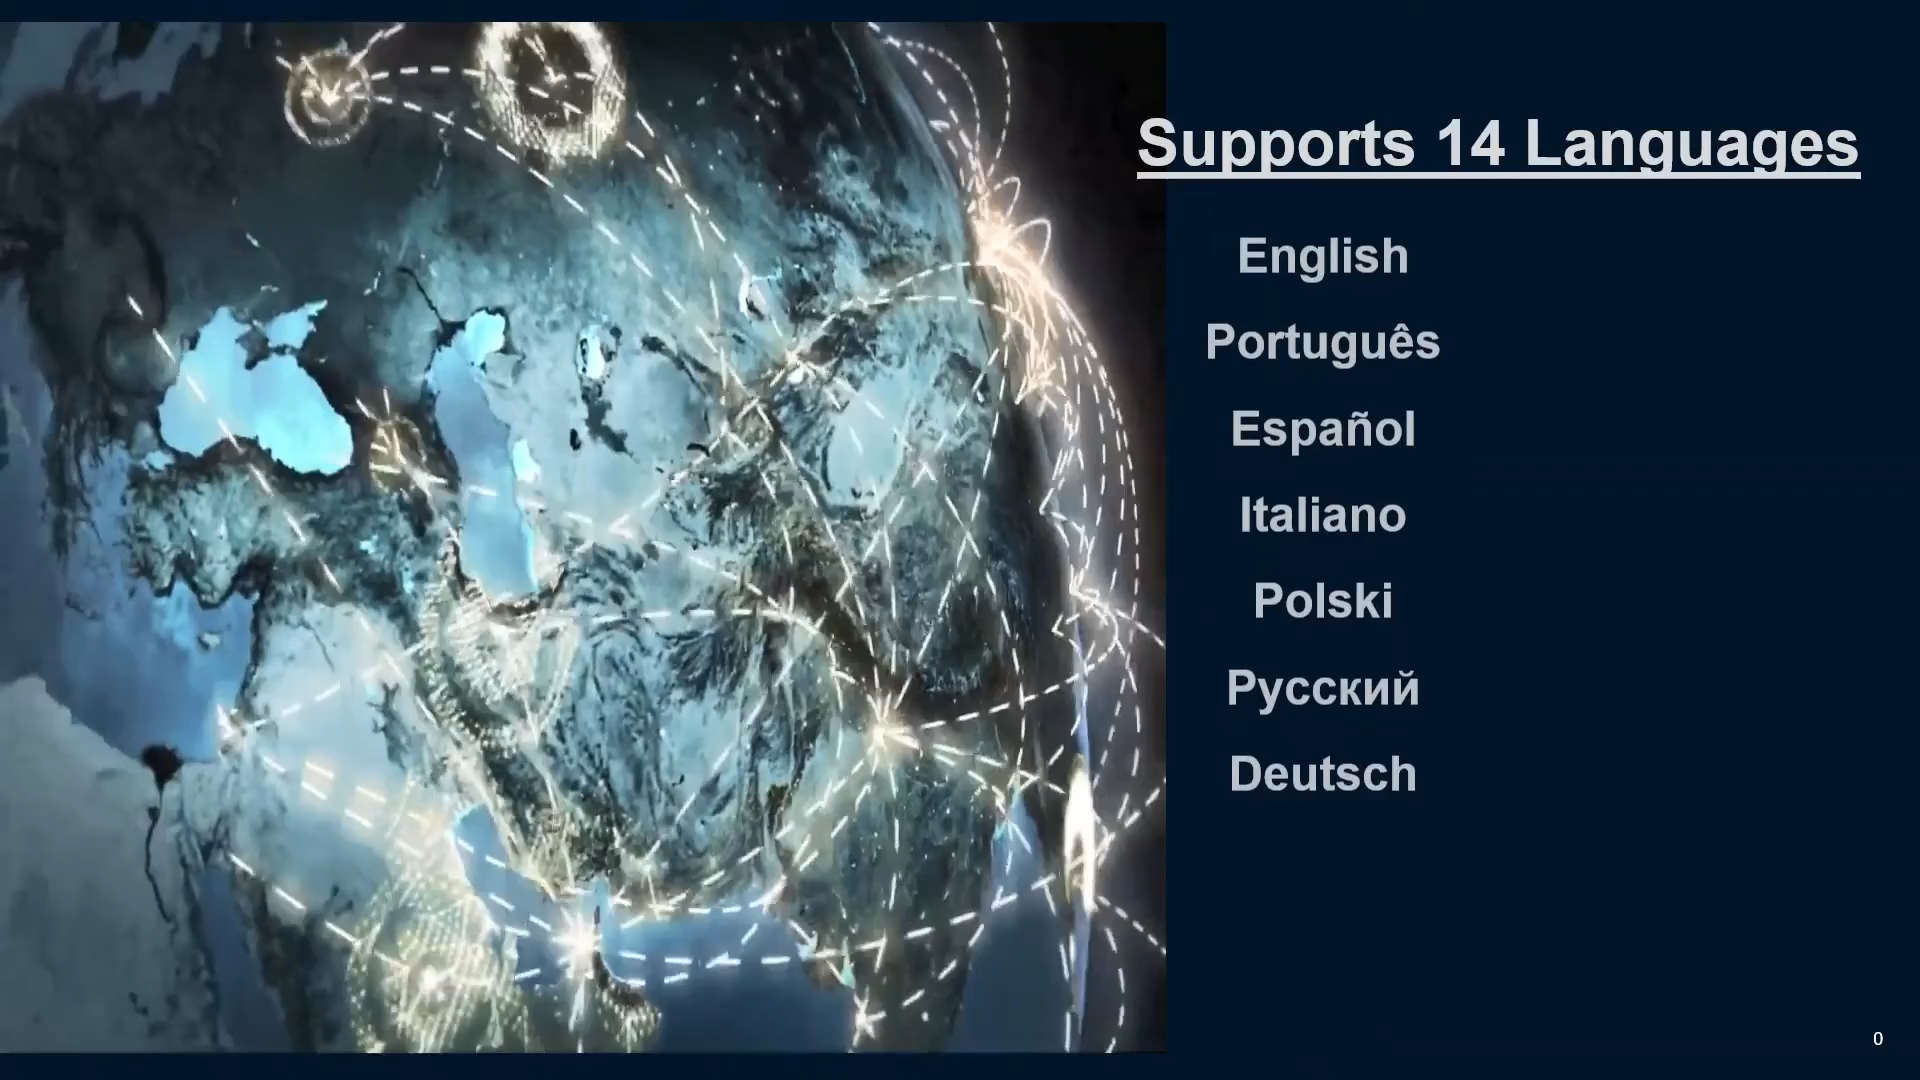 Supports 14 Languages
English
Português
Español
Italiano
Polski
Русский
Deutsch
0